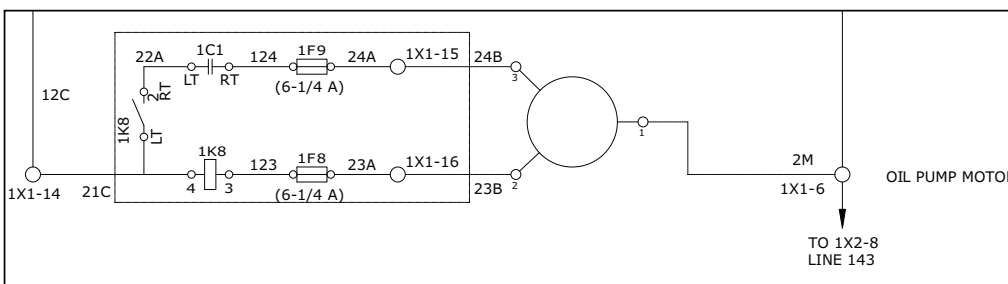 22A
1C1
124
1F9
24A
1X1-15
24B
LT
RT
(6-1/4 A)
3
12C
2
RT
1K8
LT
1
1K8
123
1F8
23A
1X1-16
2M
4
3
(6-1/4 A)
23B
2
1X1-14
21C
1X1-6
OIL PUMP MOTOR
TO 1X2-8
LINE 143